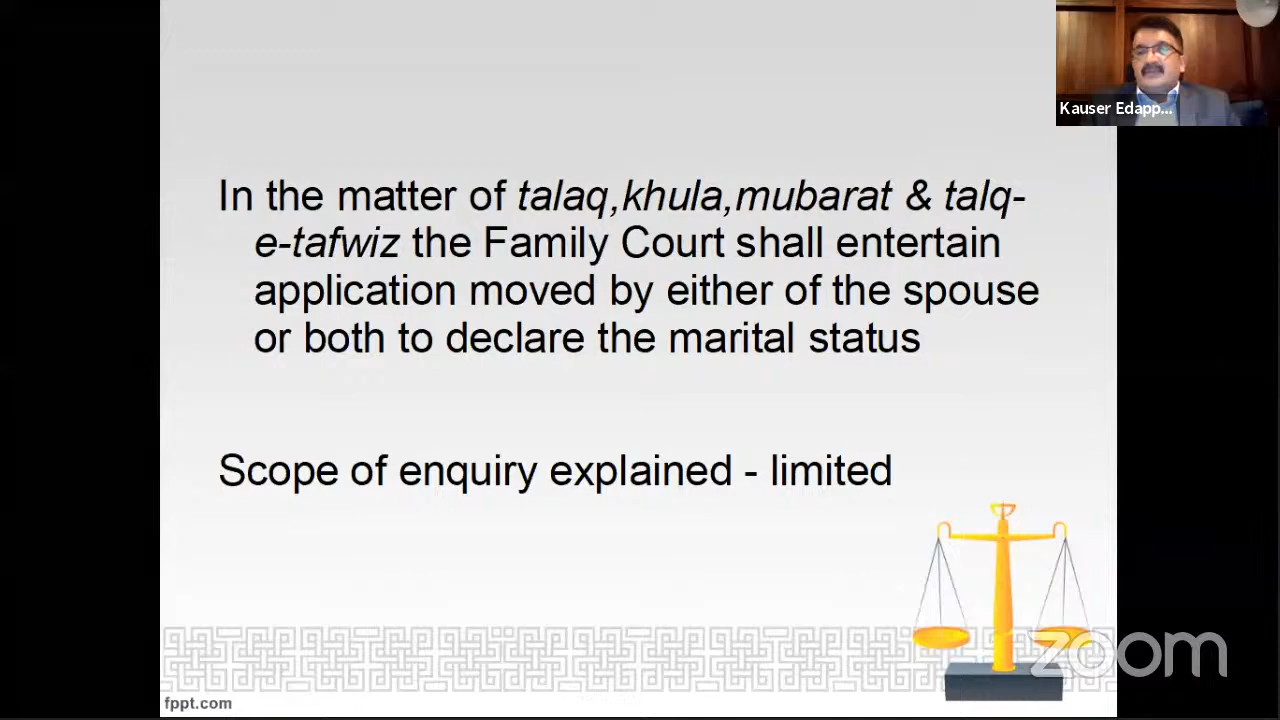 Kauser Edapp...
In the matter of talaq,khula,mubarat & talq-
e-tafwiz the Family Court shall entertain
application moved by either of the spouse
or both to declare the marital status
Scope of enquiry explained - limited
zoom
fppt.com